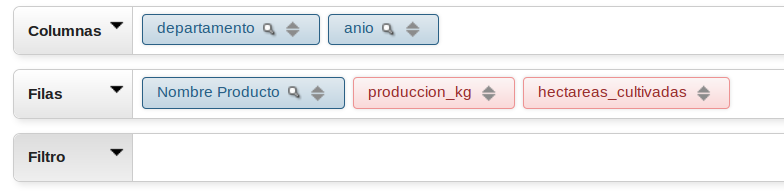 Columnas departamento anio
Filas Nombre Producto produccion_kg hectareas_cultivadas
Filtro